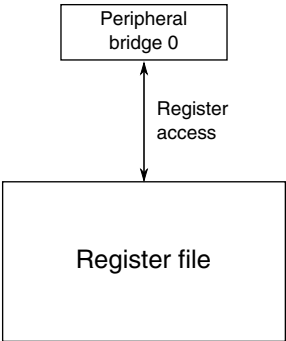 Peripheral
bridge 0
Register
access
Register file